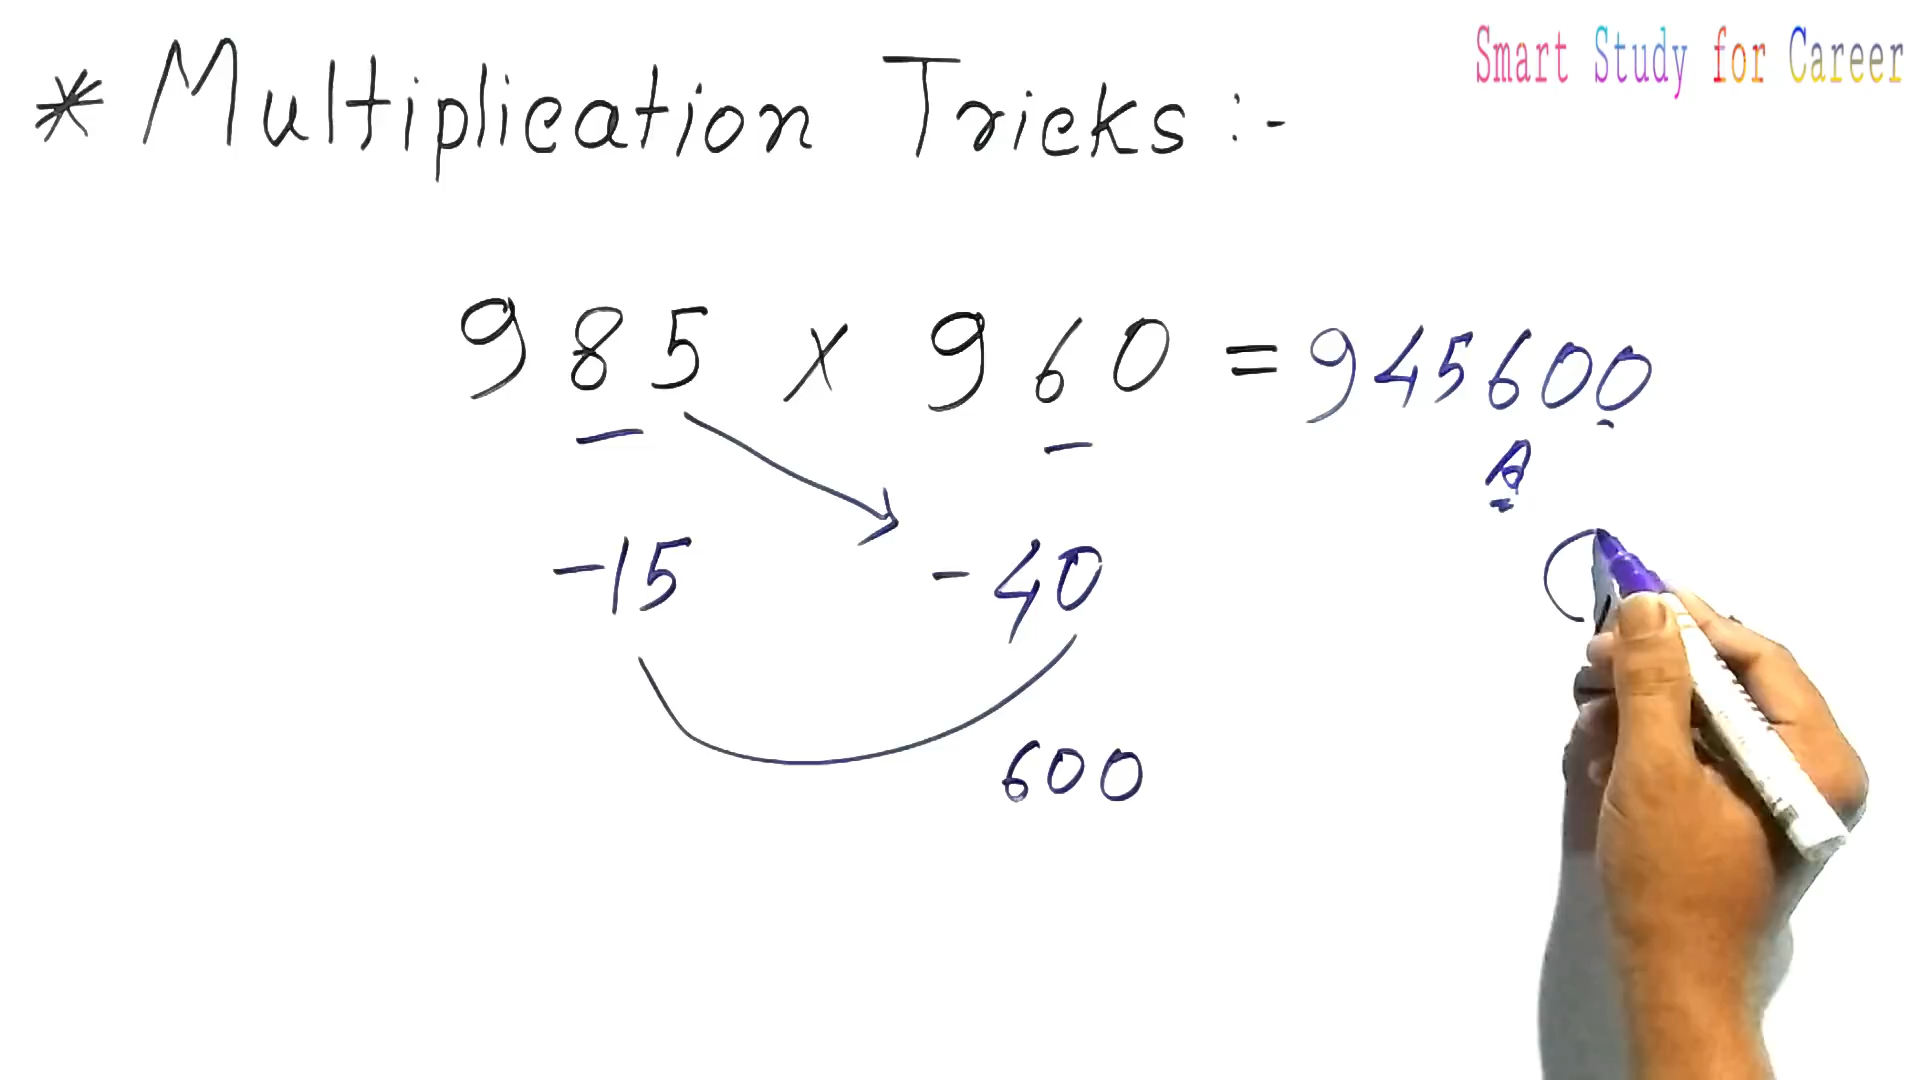 Smart Study for Career
* Multiplication Tricks :-
985 x 960 = 945600
-15 -40
600